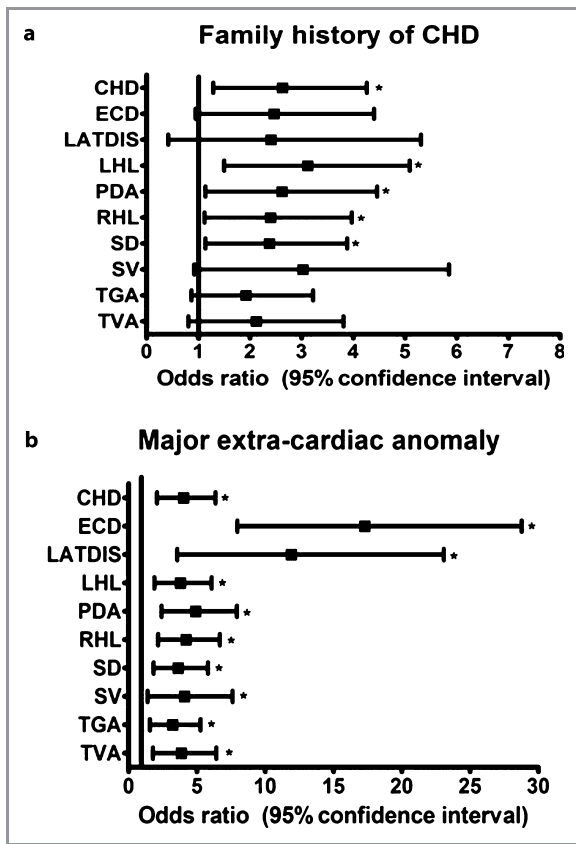 a Family history of CHD
CHD *
ECD
LATDIS
LHL *
PDA *
RHL *
SD *
SV
TGA
TVA
0 1 2 3 4 5 6 7 8
Odds ratio (95% confidence interval)
b Major extra-cardiac anomaly
CHD *
ECD *
LATDIS *
LHL *
PDA *
RHL *
SD *
SV *
TGA *
TVA *
0 5 10 15 20 25 30
Odds ratio (95% confidence interval)